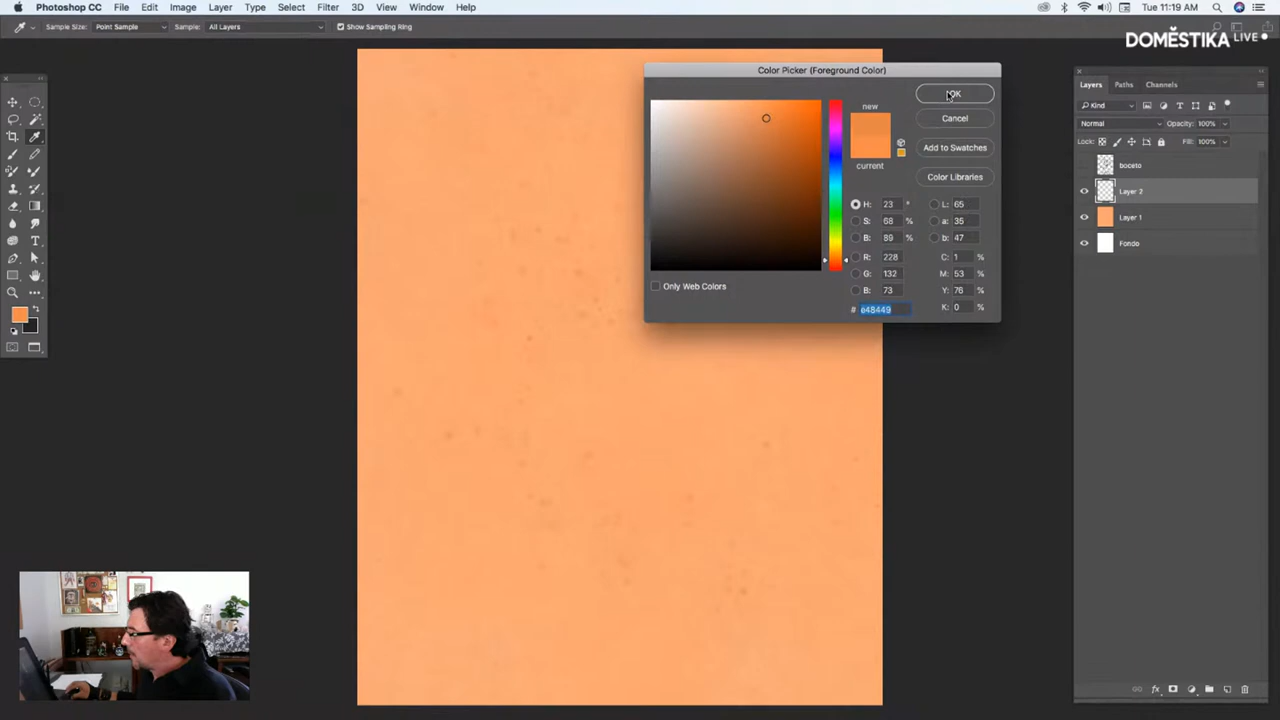 Photoshop CC File Edit Image Layer Type Select Filter 3D View Window Help Tue 11:19 AM
Sample Size: Point Sample Sample: All Layers Show Sampling Ring
DOMĚSTIKA LIVE
Color Picker (Foreground Color)
new
current
OK
Cancel
Add to Swatches
Color Libraries
H: 23 °
S: 68 %
B: 89 %
R: 228
G: 132
B: 73
L: 65
a: 35
b: 47
C: 1 %
M: 53 %
Y: 76 %
K: 0 %
# e48449
Only Web Colors
Layers Paths Channels
Kind
Normal Opacity: 100%
Lock: Fill: 100%
boceto
Layer 2
Layer 1
Fondo